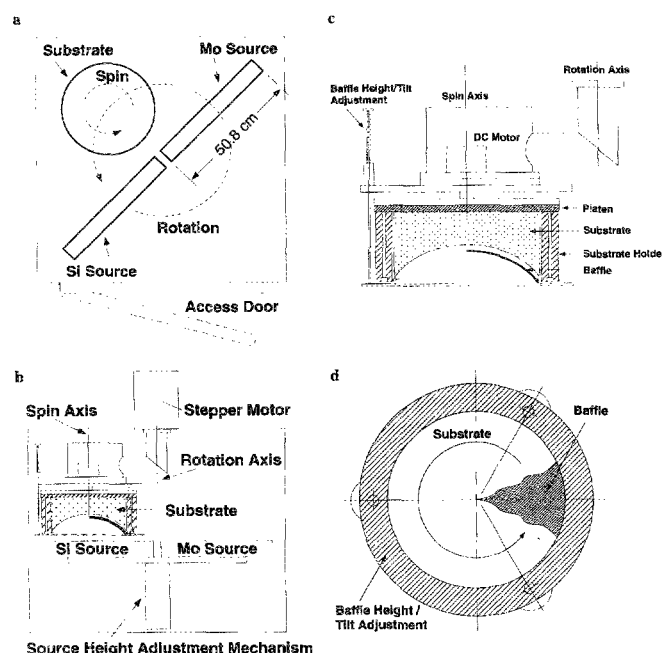 a
Substrate
Spin
Mo Source
50.8 cm
Rotation
Si Source
Access Door
b
Spin Axis
Stepper Motor
Rotation Axis
Substrate
Si Source
Mo Source
Source Height Adjustment Mechanism
c
Rotation Axis
Baffle Height/Tilt
Adjustment
Spin Axis
DC Motor
Platen
Substrate
Substrate Holde
Baffle
d
Baffle
Substrate
Baffle Height /
Tilt Adjustment